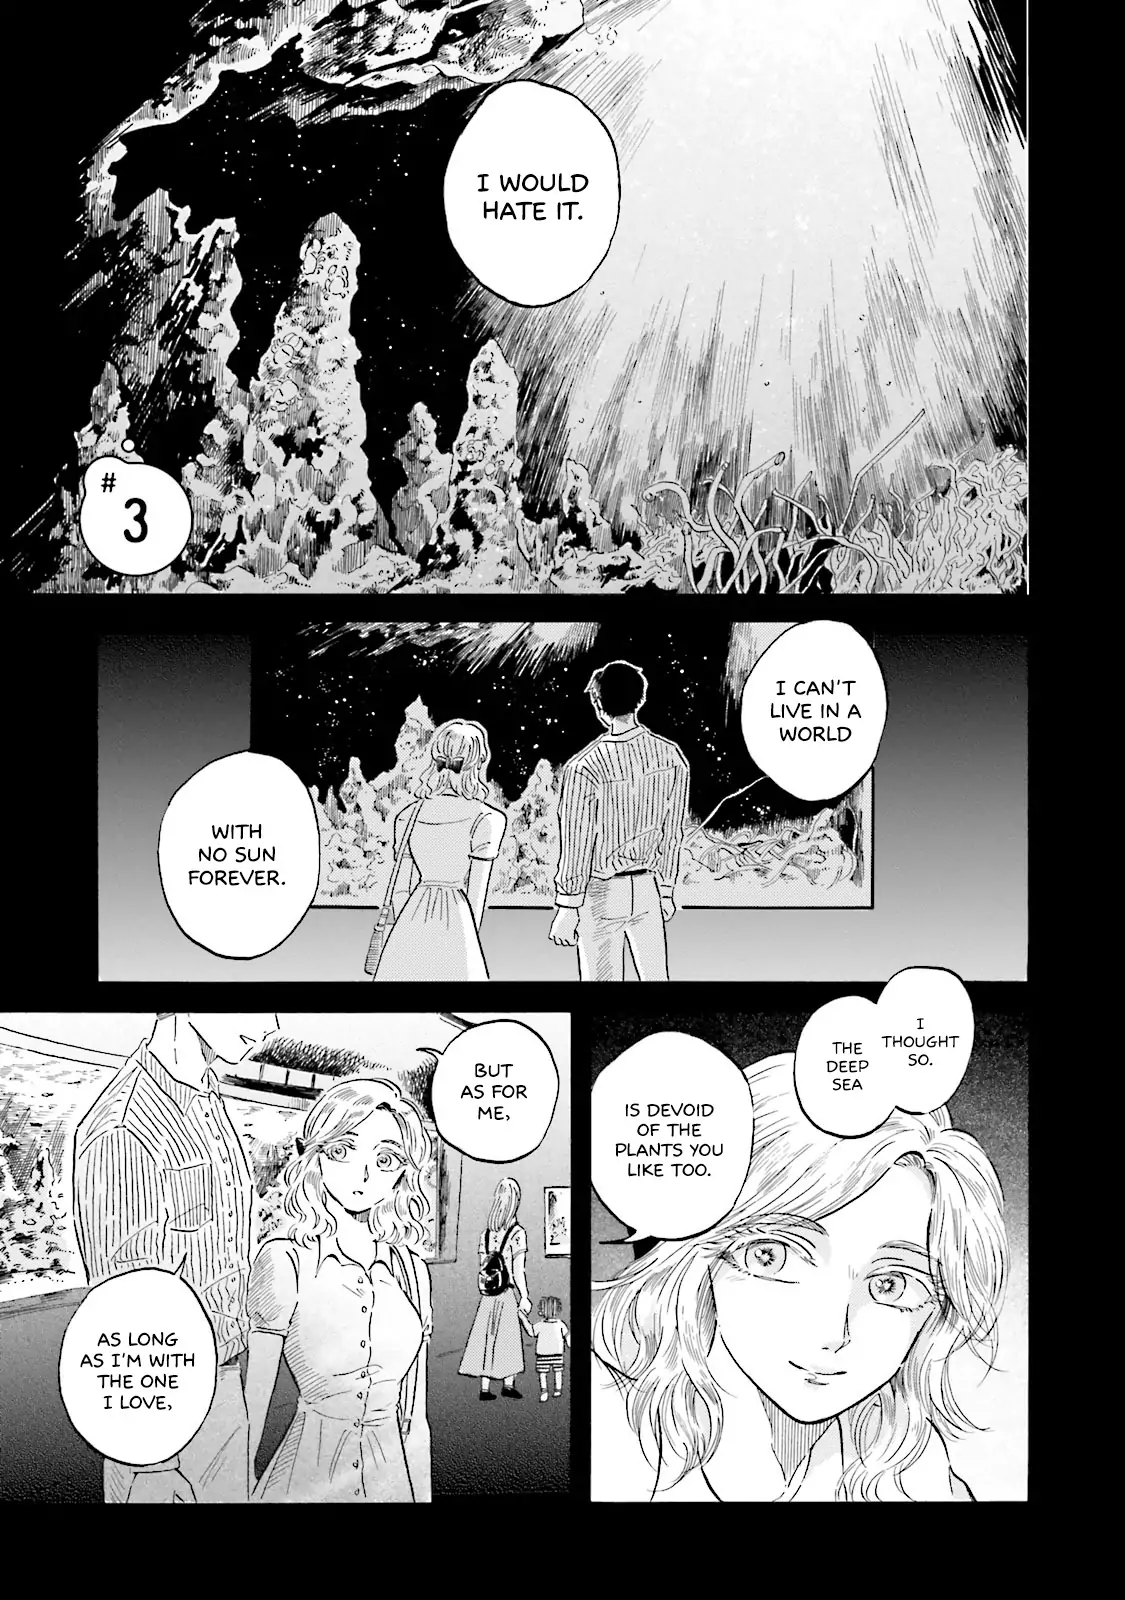 I WOULD
HATE IT.
#3
I CAN'T
LIVE IN A
WORLD
WITH
NO SUN
FOREVER.
I
THOUGHT
SO.
THE
DEEP
SEA
IS DEVOID
OF THE
PLANTS YOU
LIKE TOO.
BUT
AS FOR
ME,
AS LONG
AS I'M WITH
THE ONE
I LOVE,